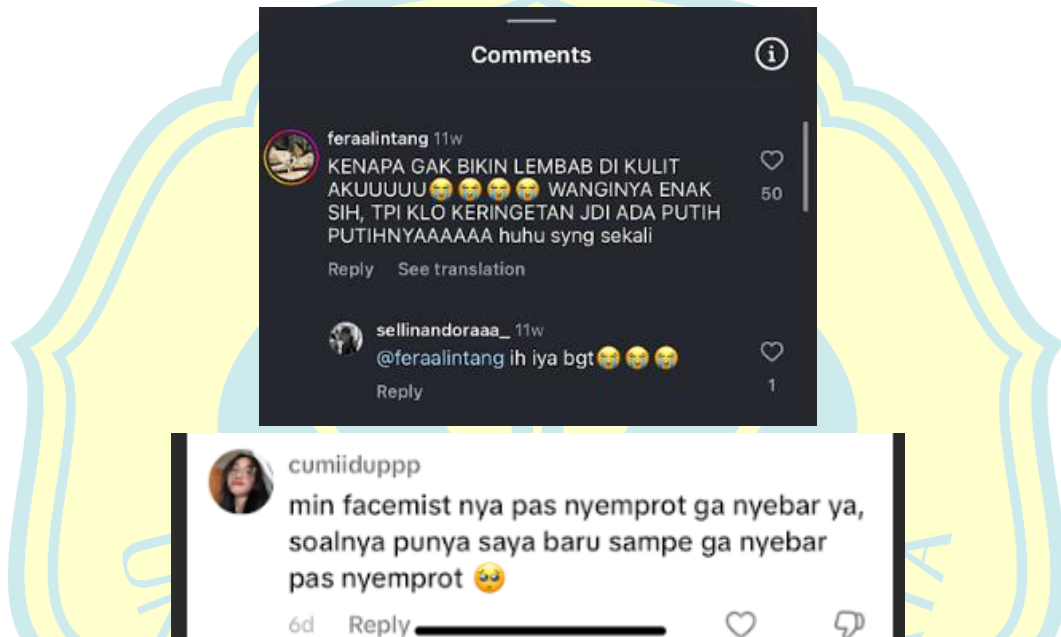 Comments
feraalintang 11w
KENAPA GAK BIKIN LEMBAB DI KULIT
AKUUUUU😭😭😭😭 WANGINYA ENAK
SIH, TPI KLO KERINGETAN JDI ADA PUTIH
PUTIHNYAAAAAA huhu syng sekali
50
Reply See translation
sellinandoraaa_ 11w
@feraalintang ih iya bgt😭😭😭
1
Reply
cumiiduppp
min facemist nya pas nyemprot ga nyebar ya,
soalnya punya saya baru sampe ga nyebar
pas nyemprot 🥺
6d Reply